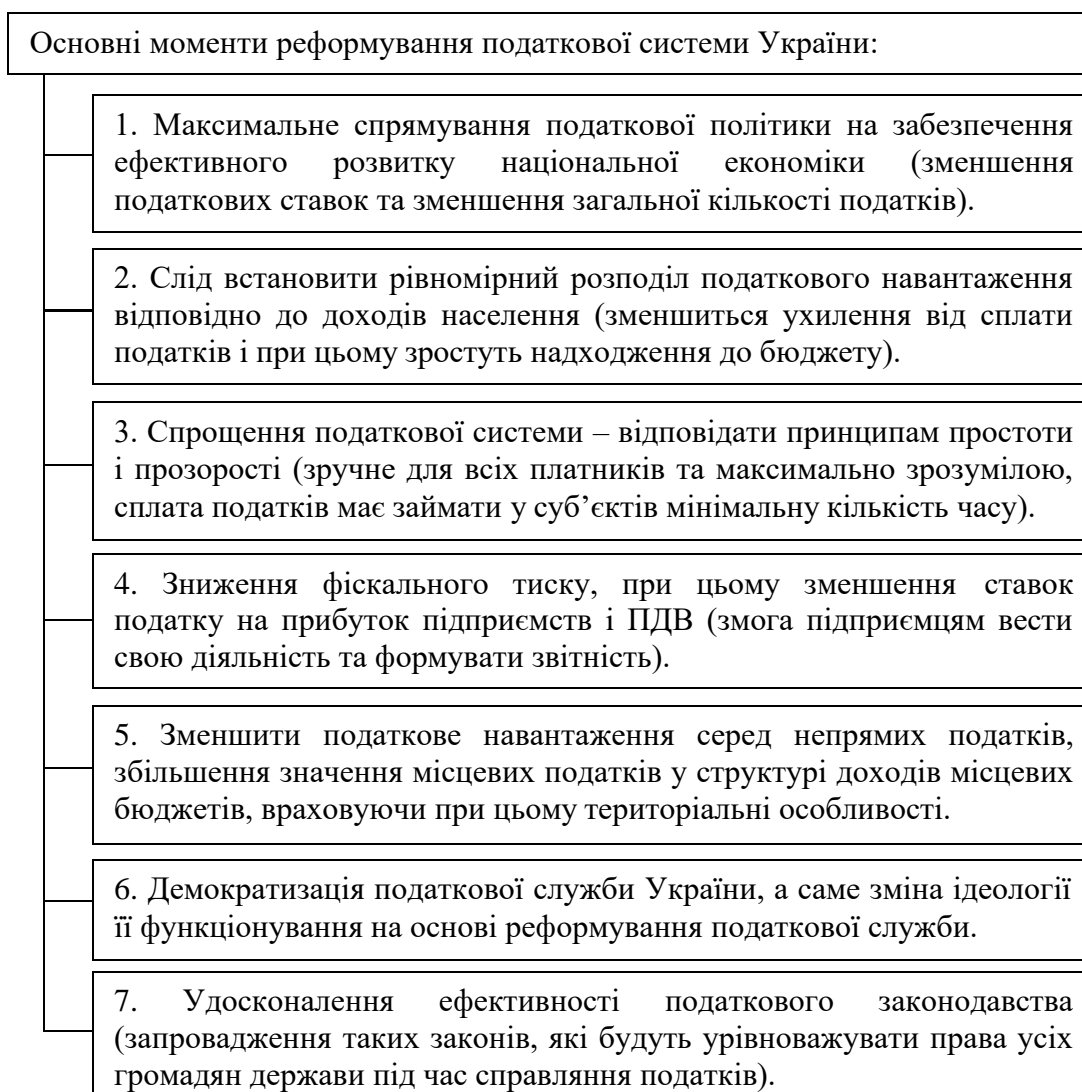 Основні моменти реформування податкової системи України:
1. Максимальне спрямування податкової політики на забезпечення
ефективного розвитку національної економіки (зменшення
податкових ставок та зменшення загальної кількості податків).
2. Слід встановити рівномірний розподіл податкового навантаження
відповідно до доходів населення (зменшиться ухилення від сплати
податків і при цьому зростуть надходження до бюджету).
3. Спрощення податкової системи – відповідати принципам простоти
і прозорості (зручне для всіх платників та максимально зрозумілою,
сплата податків має займати у суб’єктів мінімальну кількість часу).
4. Зниження фіскального тиску, при цьому зменшення ставок
податку на прибуток підприємств і ПДВ (змога підприємцям вести
свою діяльність та формувати звітність).
5. Зменшити податкове навантаження серед непрямих податків,
збільшення значення місцевих податків у структурі доходів місцевих
бюджетів, враховуючи при цьому територіальні особливості.
6. Демократизація податкової служби України, а саме зміна ідеології
її функціонування на основі реформування податкової служби.
7. Удосконалення ефективності податкового законодавства
(запровадження таких законів, які будуть урівноважувати права усіх
громадян держави під час справляння податків).